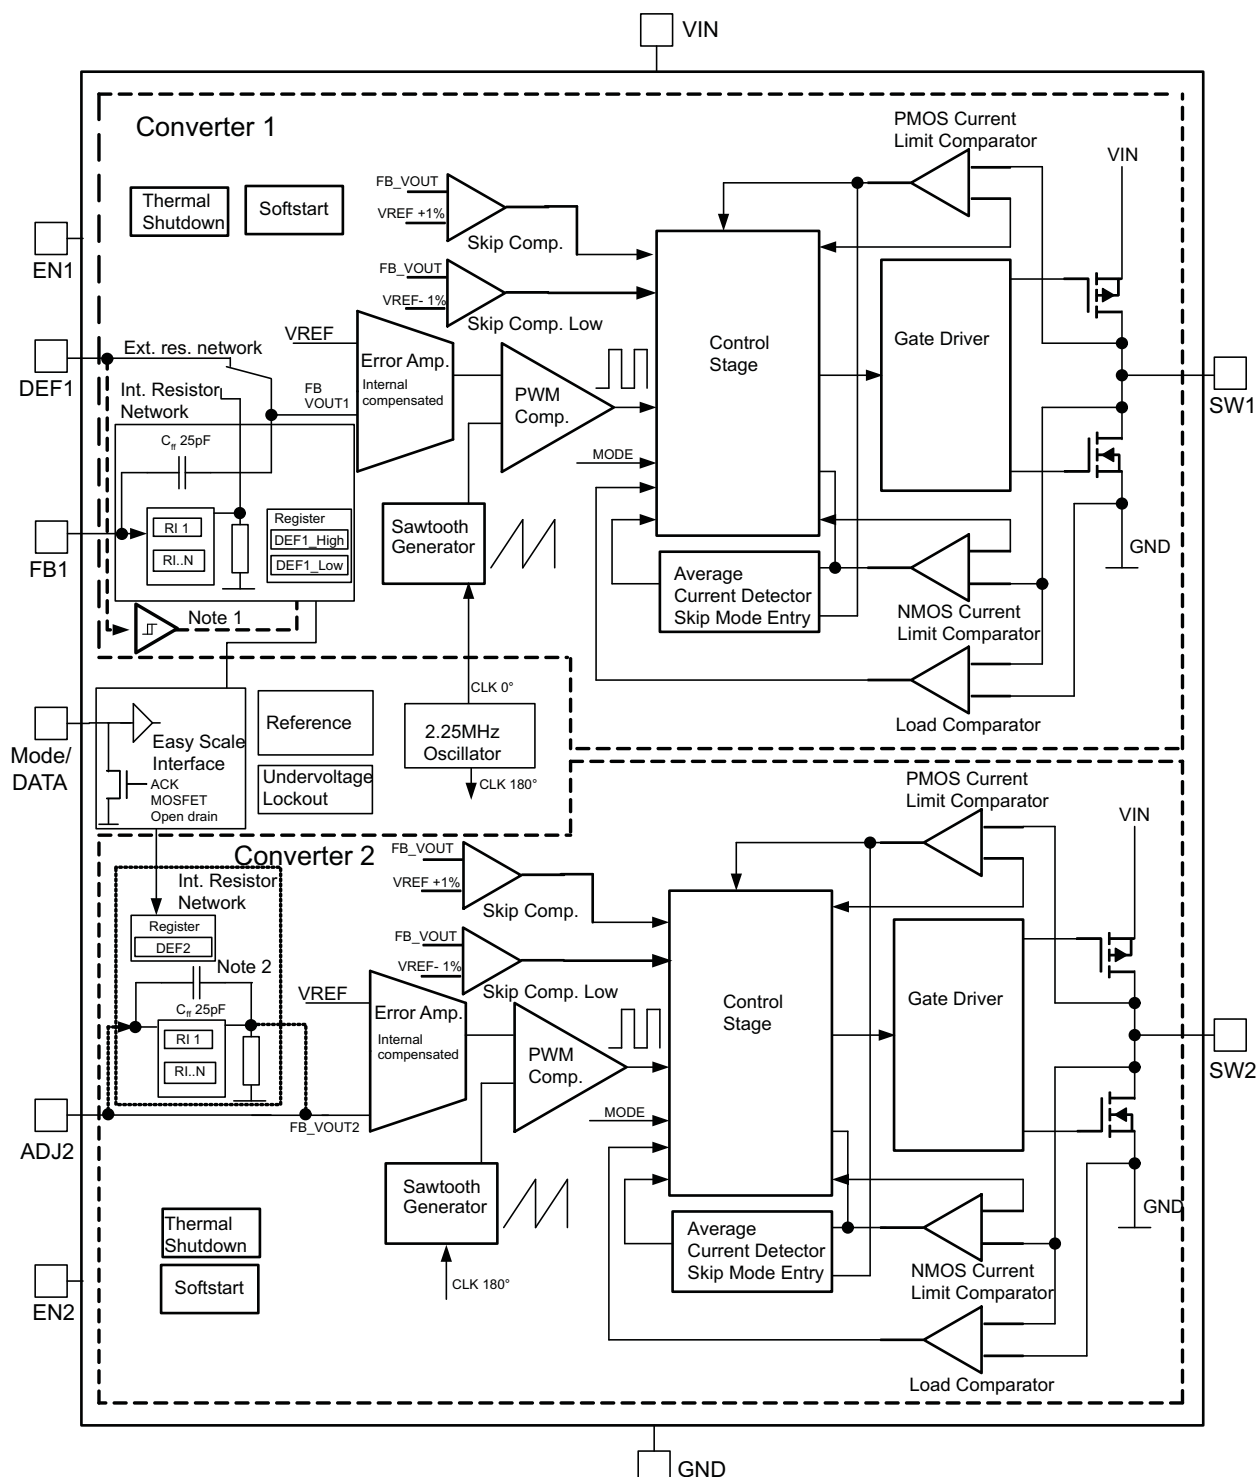 VIN
Converter 1
PMOS Current
Limit Comparator
VIN
Thermal
Shutdown
Softstart
FB_VOUT
VREF +1%
Skip Comp.
EN1
FB_VOUT
VREF- 1%
Skip Comp. Low
VREF
Error Amp.
Internal
compensated
Control
Stage
Gate Driver
DEF1
Ext. res. network
Int. Resistor
Network
FB
VOUT1
PWM
Comp.
SW1
Cff 25pF
MODE
RI 1
RI..N
Register
DEF1_High
DEF1_Low
FB1
Sawtooth
Generator
GND
Average
Current Detector
Skip Mode Entry
NMOS Current
Limit Comparator
Note 1
CLK 0°
Load Comparator
Mode/
DATA
Easy Scale
Interface
ACK
MOSFET
Open drain
Reference
Undervoltage
Lockout
2.25MHz
Oscillator
CLK 180°
PMOS Current
Limit Comparator
VIN
Converter 2
FB_VOUT
VREF +1%
Skip Comp.
Int. Resistor
Network
Register
DEF2
Note 2
FB_VOUT
VREF- 1%
Skip Comp. Low
VREF
Error Amp.
Internal
compensated
Control
Stage
Gate Driver
Cff 25pF
RI 1
RI..N
PWM
Comp.
SW2
MODE
ADJ2
FB_VOUT2
Sawtooth
Generator
GND
Thermal
Shutdown
Softstart
Average
Current Detector
Skip Mode Entry
NMOS Current
Limit Comparator
EN2
CLK 180°
Load Comparator
GND